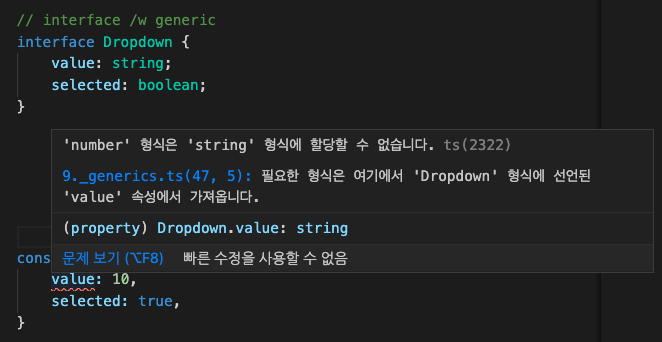 // interface /w generic
interface Dropdown {
    value: string;
    selected: boolean;
}
'number' 형식은 'string' 형식에 할당할 수 없습니다. ts(2322)
9._generics.ts(47, 5): 필요한 형식은 여기에서 'Dropdown' 형식에 선언된
'value' 속성에서 가져옵니다.
(property) Dropdown.value: string
cons
문제 보기 (⌥F8) 빠른 수정을 사용할 수 없음
    value: 10,
    selected: true,
}